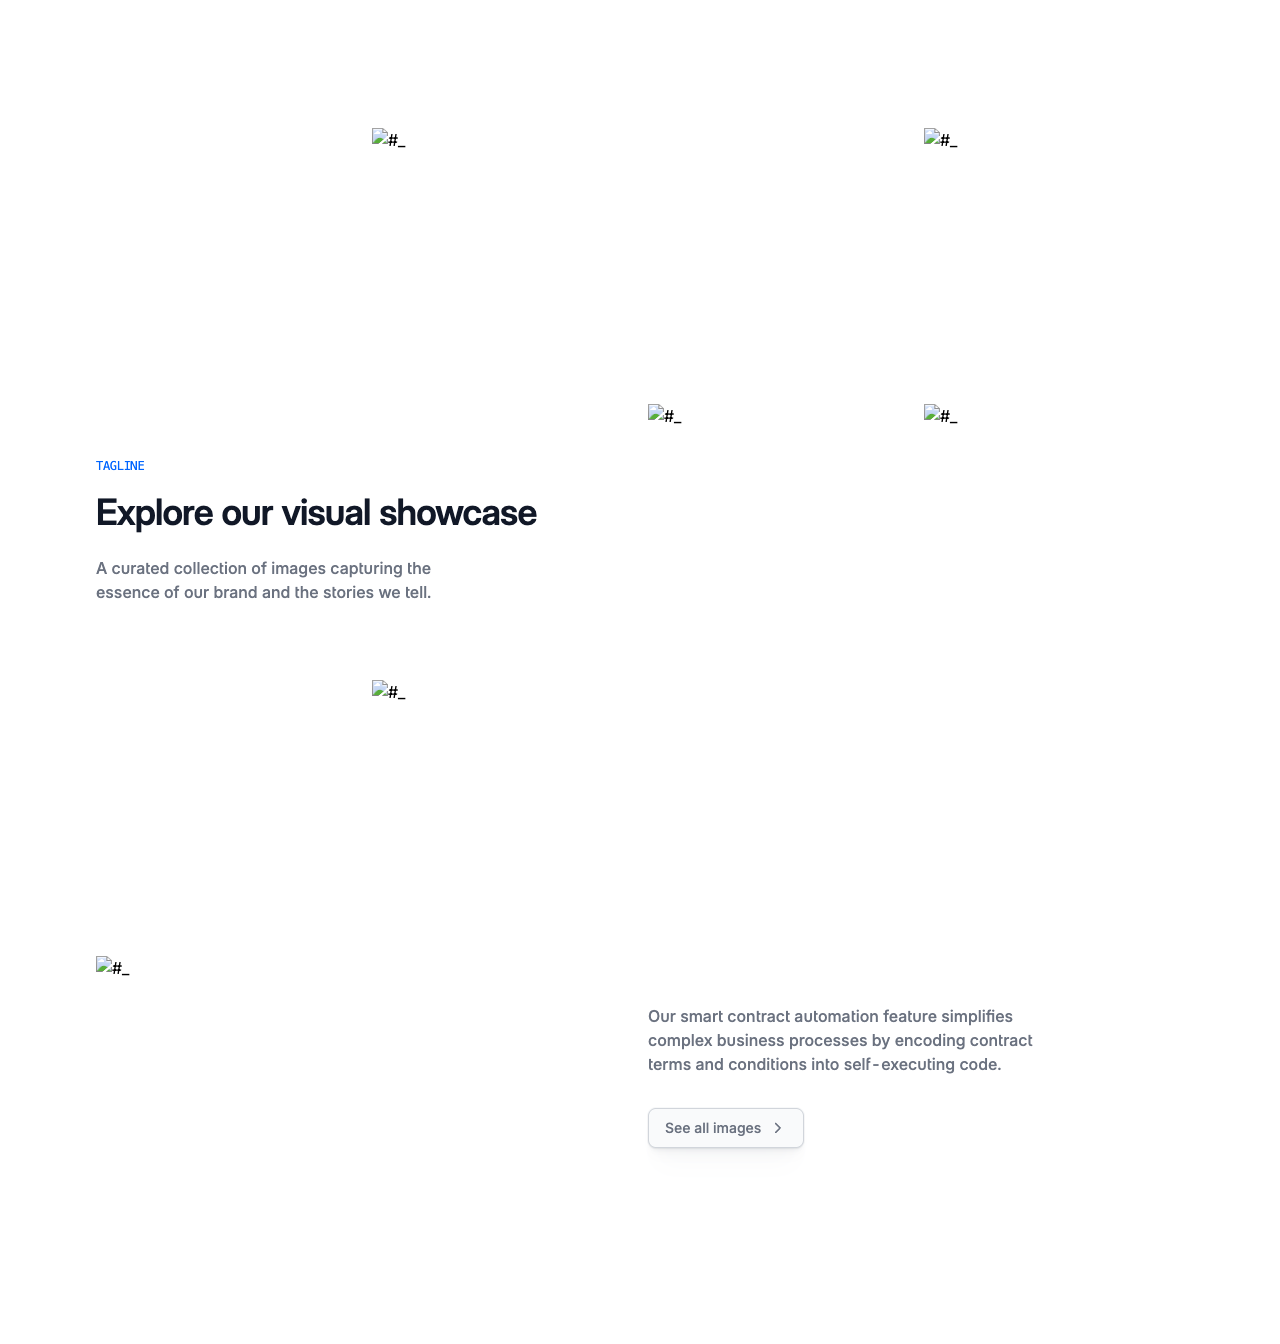 #_
#_
#_
#_
TAGLINE
Explore our visual showcase
A curated collection of images capturing the
essence of our brand and the stories we tell.
#_
#_
Our smart contract automation feature simplifies
complex business processes by encoding contract
terms and conditions into self-executing code.
See all images